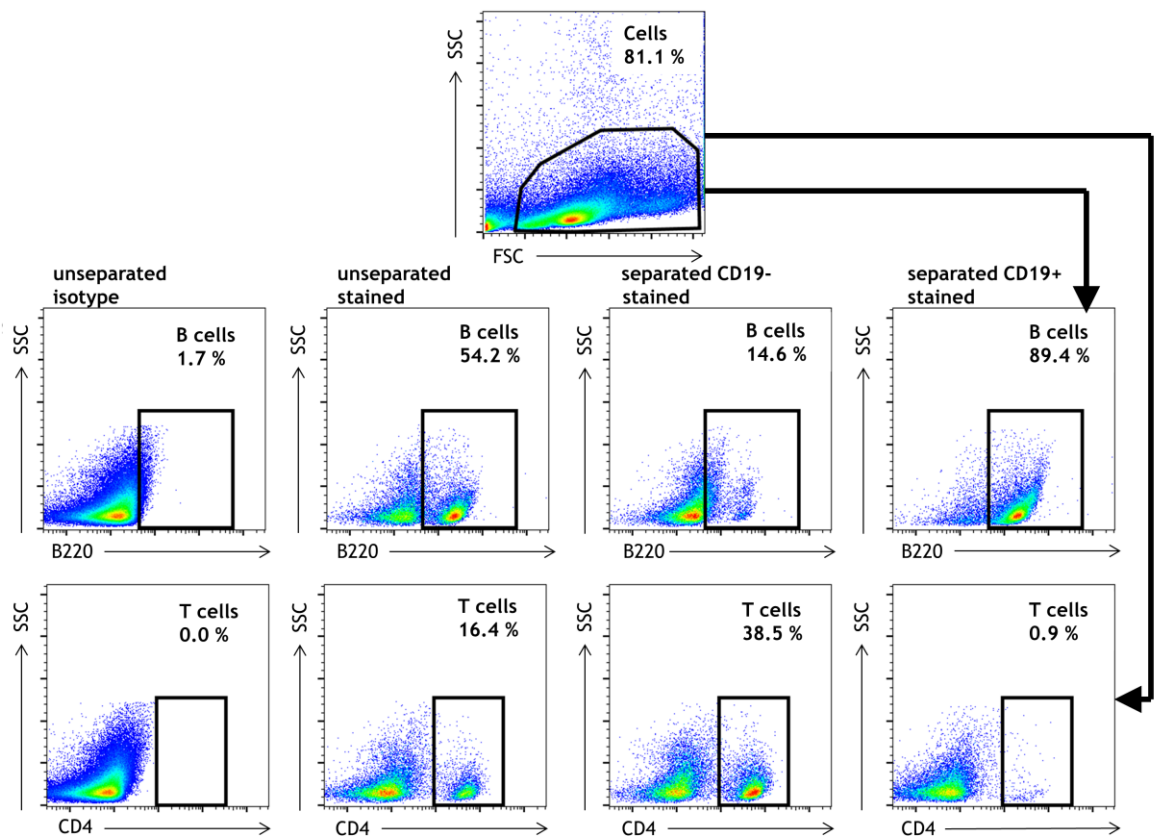 SSC
Cells
81.1 %
FSC
unseparated
isotype
unseparated
stained
separated CD19-
stained
separated CD19+
stained
SSC
B cells
1.7 %
B220
SSC
B cells
54.2 %
B220
SSC
B cells
14.6 %
B220
SSC
B cells
89.4 %
B220
SSC
T cells
0.0 %
CD4
SSC
T cells
16.4 %
CD4
SSC
T cells
38.5 %
CD4
SSC
T cells
0.9 %
CD4